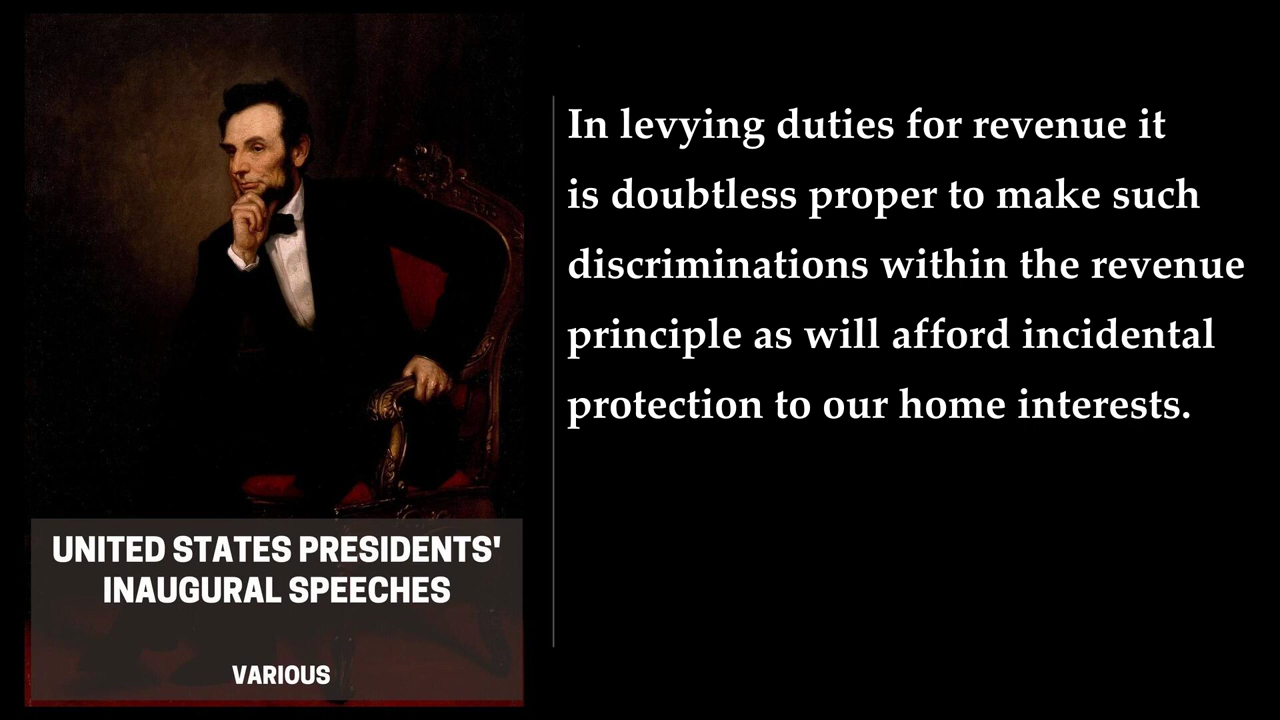 In levying duties for revenue it
is doubtless proper to make such
discriminations within the revenue
principle as will afford incidental
protection to our home interests.
UNITED STATES PRESIDENTS'
INAUGURAL SPEECHES
VARIOUS